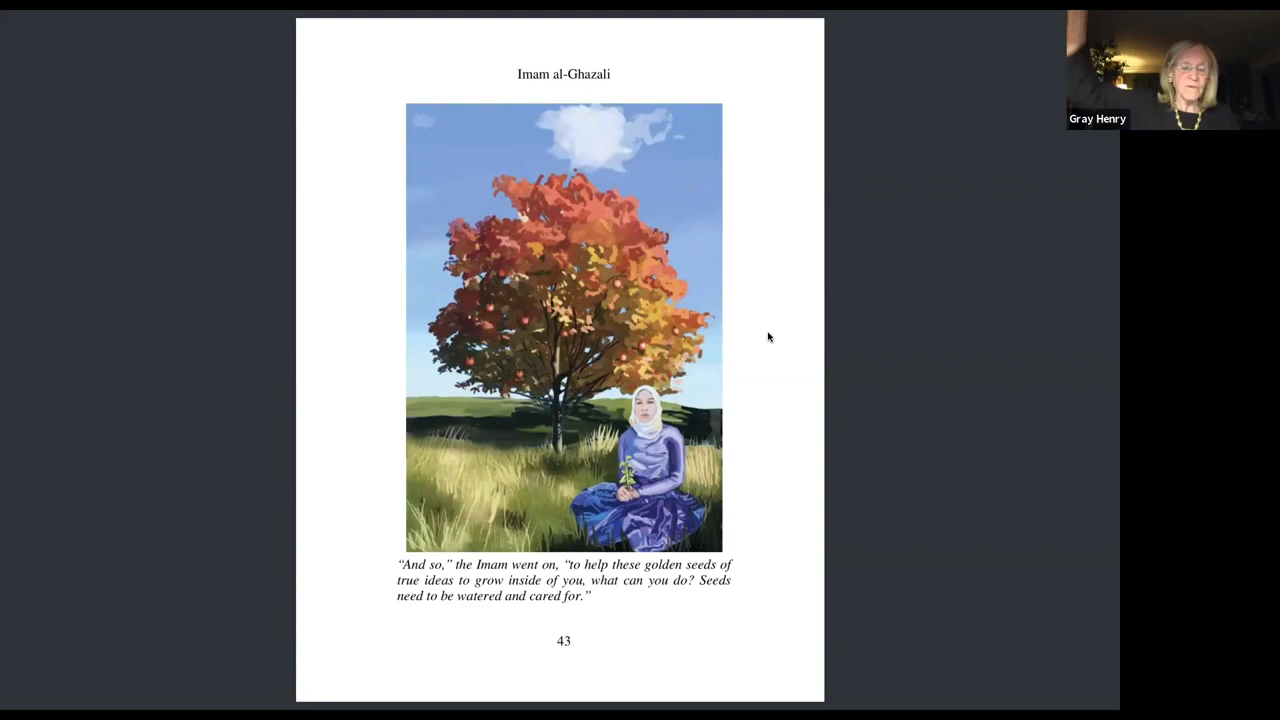 Imam al-Ghazali
“And so,” the Imam went on, “to help these golden seeds of
true ideas to grow inside of you, what can you do? Seeds
need to be watered and cared for.”
43
Gray Henry